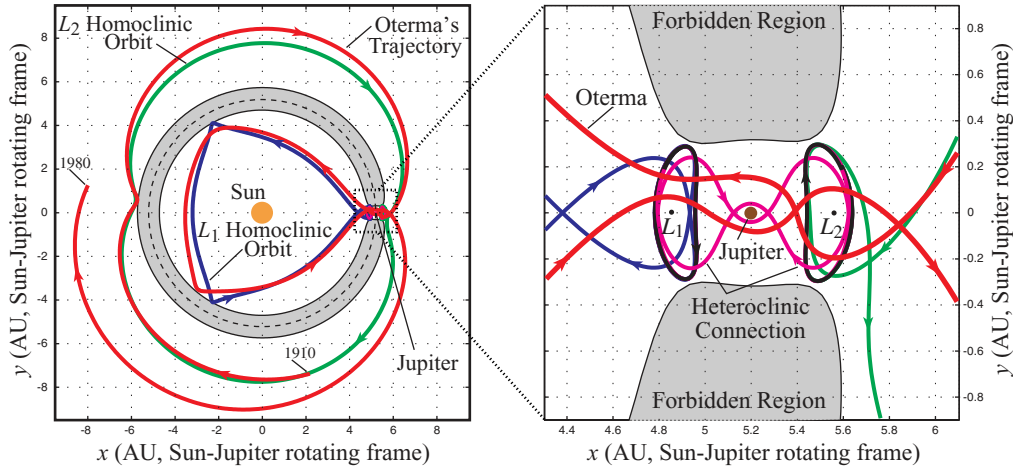 L₂ Homoclinic
Orbit
Oterma's
Trajectory
1980
Sun
L₁ Homoclinic
Orbit
1910
Jupiter
8
6
4
2
0
-2
-4
-6
-8
-8 -6 -4 -2 0 2 4 6 8
y (AU, Sun-Jupiter rotating frame)
x (AU, Sun-Jupiter rotating frame)
Forbidden Region
Oterma
L₁
Jupiter
L₂
Heteroclinic
Connection
Forbidden Region
0.8
0.6
0.4
0.2
0
-0.2
-0.4
-0.6
-0.8
4.4 4.6 4.8 5 5.2 5.4 5.6 5.8 6
y (AU, Sun-Jupiter rotating frame)
x (AU, Sun-Jupiter rotating frame)